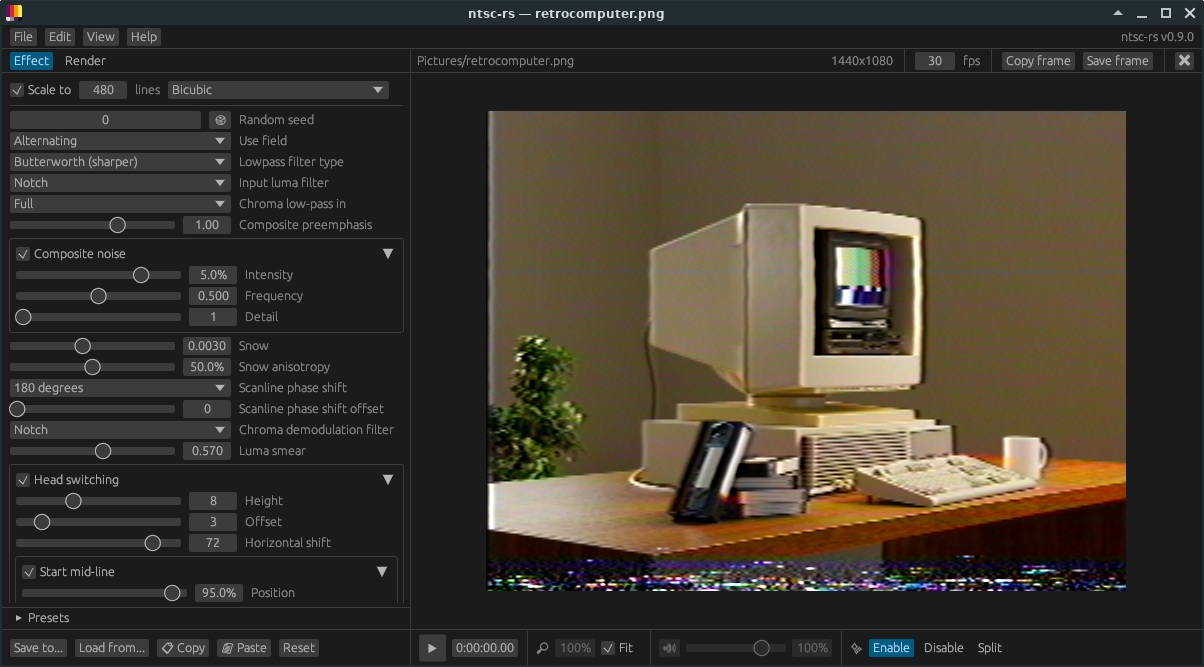 ntsc-rs — retrocomputer.png
File Edit View Help ntsc-rs v0.9.0
Effect Render Pictures/retrocomputer.png 1440x1080 30 fps Copy frame Save frame
Scale to 480 lines Bicubic
0 Random seed
Alternating Use field
Butterworth (sharper) Lowpass filter type
Notch Input luma filter
Full Chroma low-pass in
1.00 Composite preemphasis
Composite noise
5.0% Intensity
0.500 Frequency
1 Detail
0.0030 Snow
50.0% Snow anisotropy
180 degrees Scanline phase shift
0 Scanline phase shift offset
Notch Chroma demodulation filter
0.570 Luma smear
Head switching
8 Height
3 Offset
72 Horizontal shift
Start mid-line
95.0% Position
Presets
Save to... Load from... Copy Paste Reset 0:00:00.00 100% Fit 100% Enable Disable Split